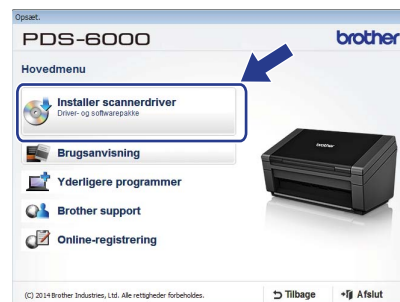 Opsæt.
PDS-6000
brother
Hovedmenu
Installer scannerdriver
Driver- og softwarepakke
Brugsanvisning
Yderligere programmer
Brother support
Online-registrering
brother
(C) 2014 Brother Industries, Ltd. Alle rettigheder forbeholdes.
Tilbage
Afslut